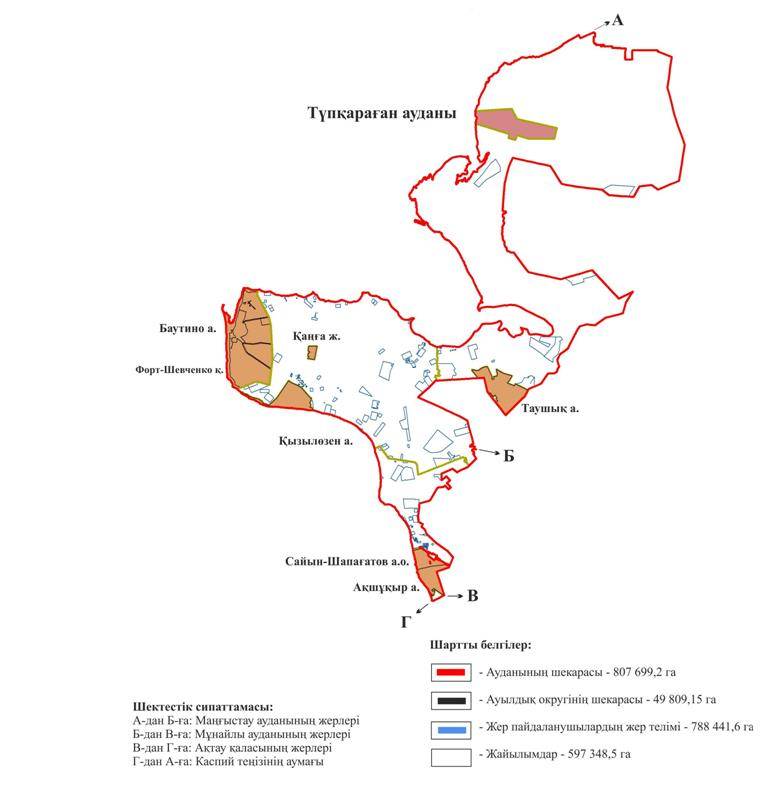 А
Түпқараған ауданы
Баутино а.
Қаңға ж.
Форт-Шевченко қ.
Таушық а.
Қызылөзен а.
Б
Сайын-Шапағатов а.о.
Ақшұқыр а.
В
Г
Шартты белгілер:
- Ауданының шекарасы - 807 699,2 га
- Ауылдық округінің шекарасы - 49 809,15 га
- Жер пайдаланушылардың жер телімі - 788 441,6 га
- Жайылымдар - 597 348,5 га
Шектестік сипаттамасы:
А-дан Б-ға: Маңғыстау ауданының жерлері
Б-дан В-ға: Мұнайлы ауданының жерлері
В-дан Г-ға: Ақтау қаласының жерлері
Г-дан А-ға: Каспий теңізінің аумағы